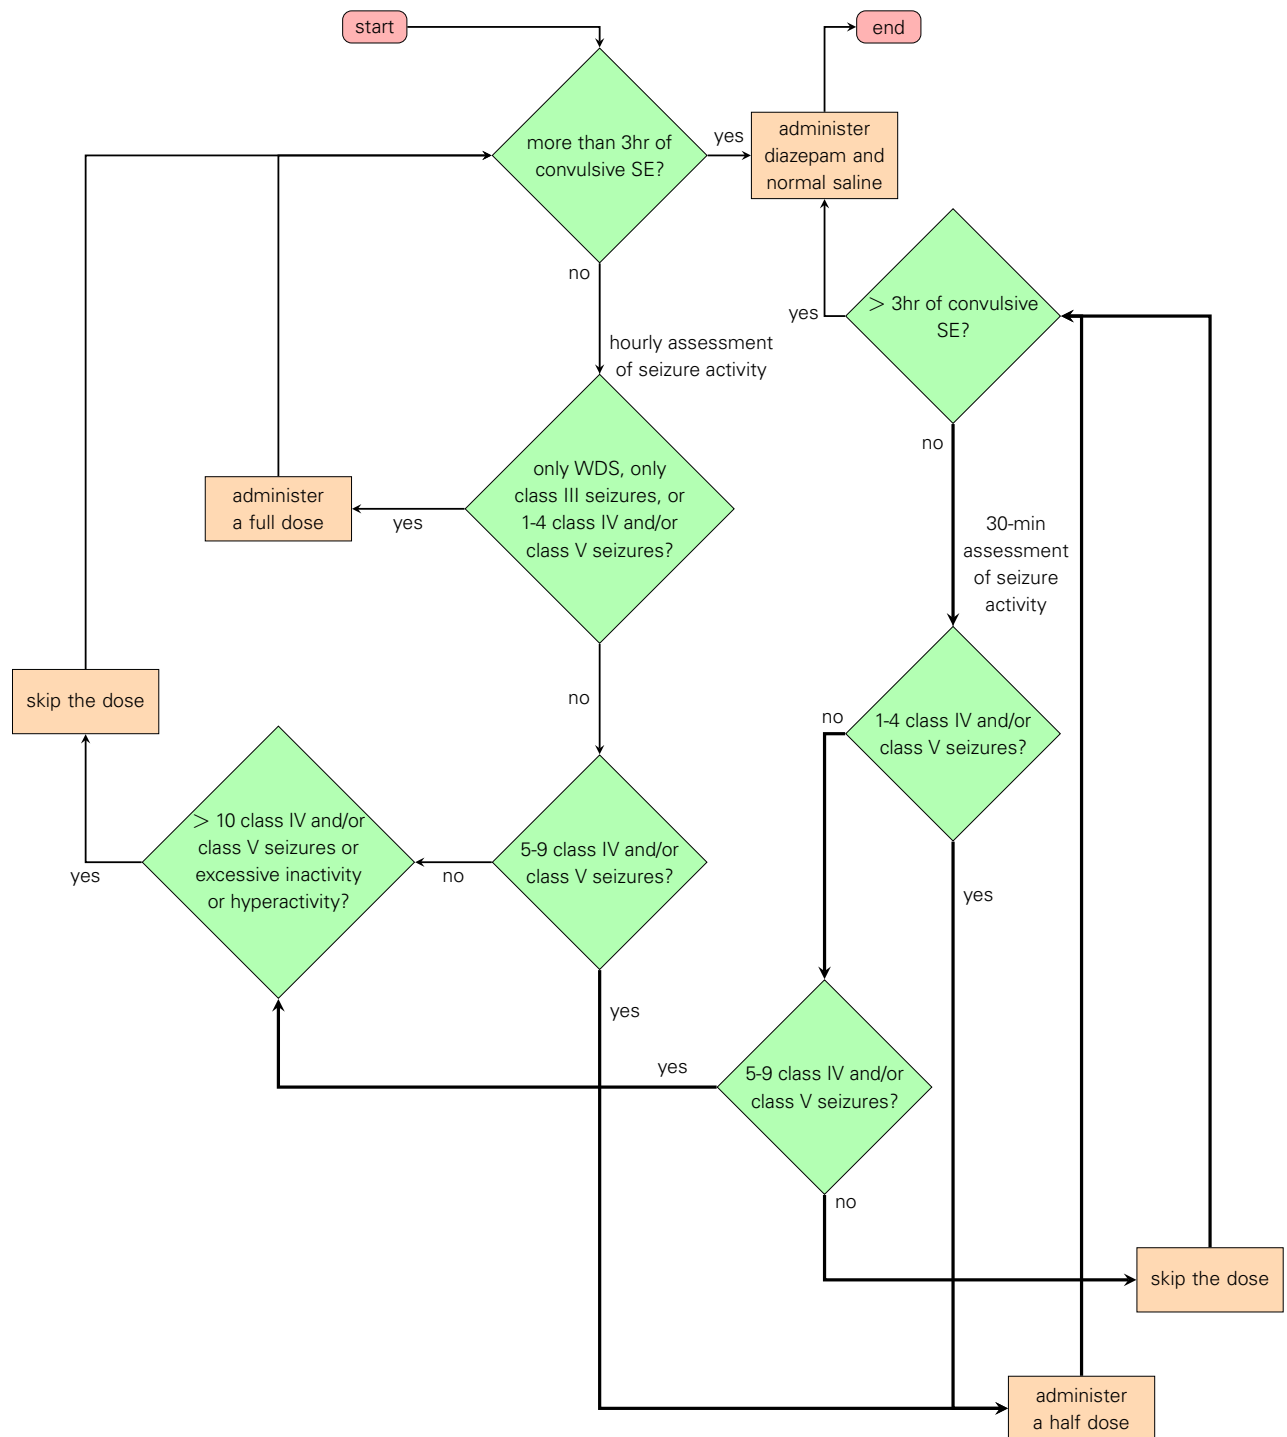 start
end
more than 3hr of
convulsive SE?
yes
administer
diazepam and
normal saline
no
> 3hr of convulsive
SE?
yes
hourly assessment
of seizure activity
no
only WDS, only
class III seizures, or
1-4 class IV and/or
class V seizures?
yes
administer
a full dose
30-min
assessment
of seizure
activity
no
skip the dose
no
1-4 class IV and/or
class V seizures?
> 10 class IV and/or
class V seizures or
excessive inactivity
or hyperactivity?
yes
no
5-9 class IV and/or
class V seizures?
yes
yes
yes
5-9 class IV and/or
class V seizures?
no
skip the dose
administer
a half dose